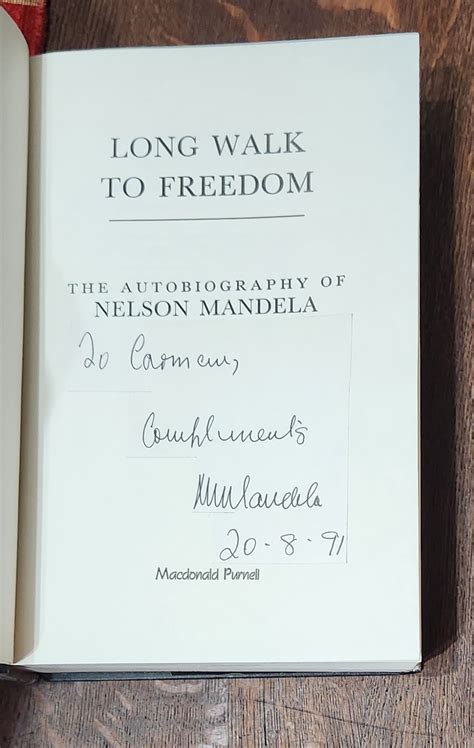 LONG WALK
TO FREEDOM
THE AUTOBIOGRAPHY OF
NELSON MANDELA
To Carmen,
Compliments
NMandela
20-8-91
Macdonald Purnell